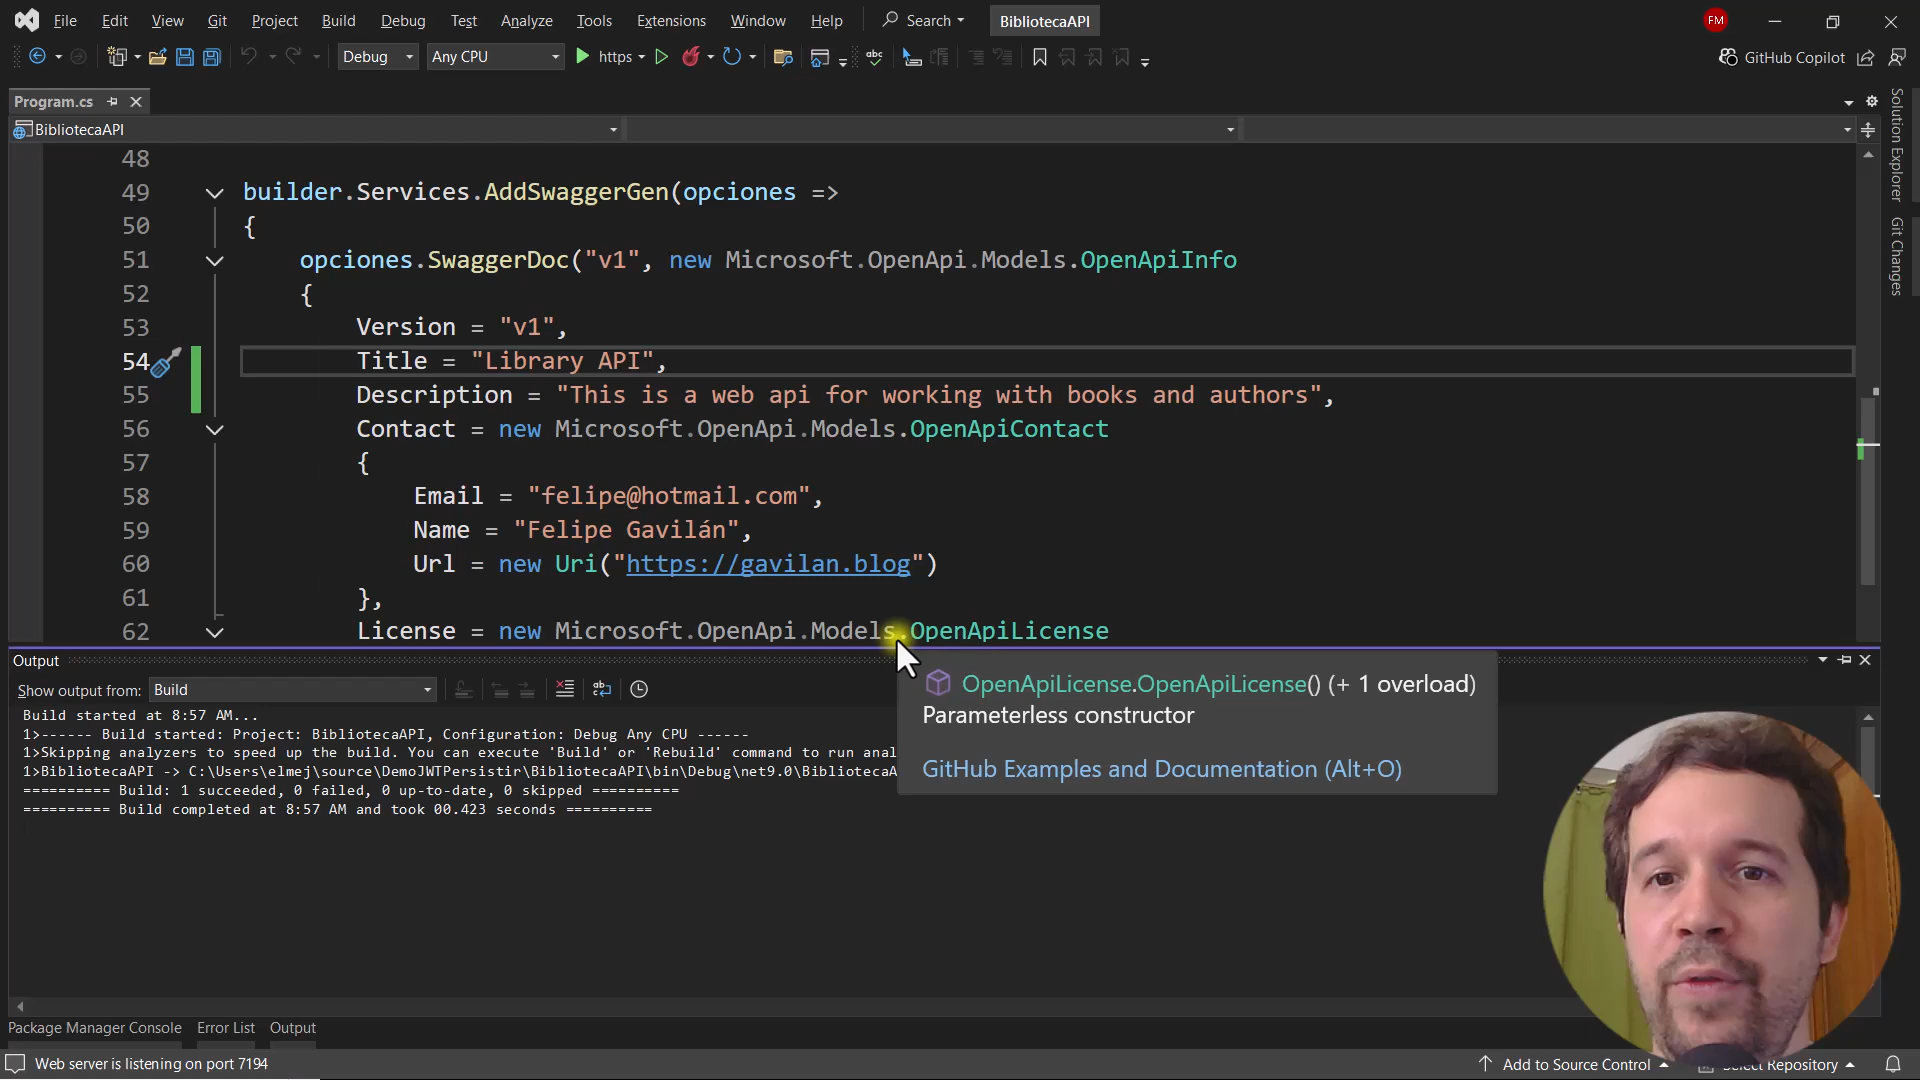 File Edit View Git Project Build Debug Test Analyze Tools Extensions Window Help Search BibliotecaAPI FM
Debug Any CPU https GitHub Copilot
Program.cs
BibliotecaAPI
48
49 builder.Services.AddSwaggerGen(opciones =>
50 {
51 opciones.SwaggerDoc("v1", new Microsoft.OpenApi.Models.OpenApiInfo
52 {
53 Version = "v1",
54 Title = "Library API",
55 Description = "This is a web api for working with books and authors",
56 Contact = new Microsoft.OpenApi.Models.OpenApiContact
57 {
58 Email = "felipe@hotmail.com",
59 Name = "Felipe Gavilán",
60 Url = new Uri("https://gavilan.blog")
61 },
62 License = new Microsoft.OpenApi.Models.OpenApiLicense
Solution Explorer
Git Changes
Output
Show output from: Build
OpenApiLicense.OpenApiLicense() (+ 1 overload)
Parameterless constructor
GitHub Examples and Documentation (Alt+O)
Build started at 8:57 AM...
1>------ Build started: Project: BibliotecaAPI, Configuration: Debug Any CPU ------
1>Skipping analyzers to speed up the build. You can execute 'Build' or 'Rebuild' command to run anal
1>BibliotecaAPI -> C:\Users\elmej\source\DemoJWTPersistir\BibliotecaAPI\bin\Debug\net9.0\BibliotecaA
========== Build: 1 succeeded, 0 failed, 0 up-to-date, 0 skipped ==========
========== Build completed at 8:57 AM and took 00.423 seconds ==========
Package Manager Console Error List Output
Web server is listening on port 7194 Add to Source Control Select Repository